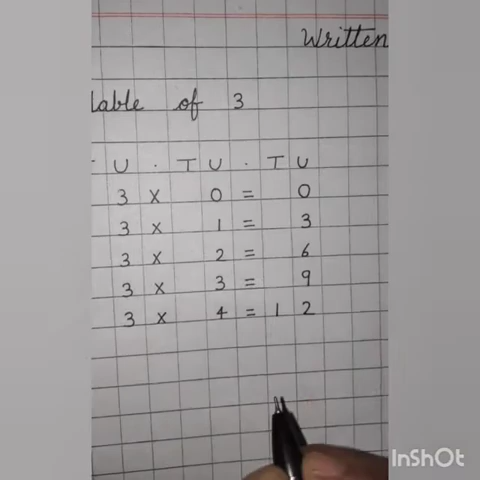 Written
table of 3
T U . T U . T U
3 x 0 = 0
3 x 1 = 3
3 x 2 = 6
3 x 3 = 9
3 x 4 = 1 2
InShOt